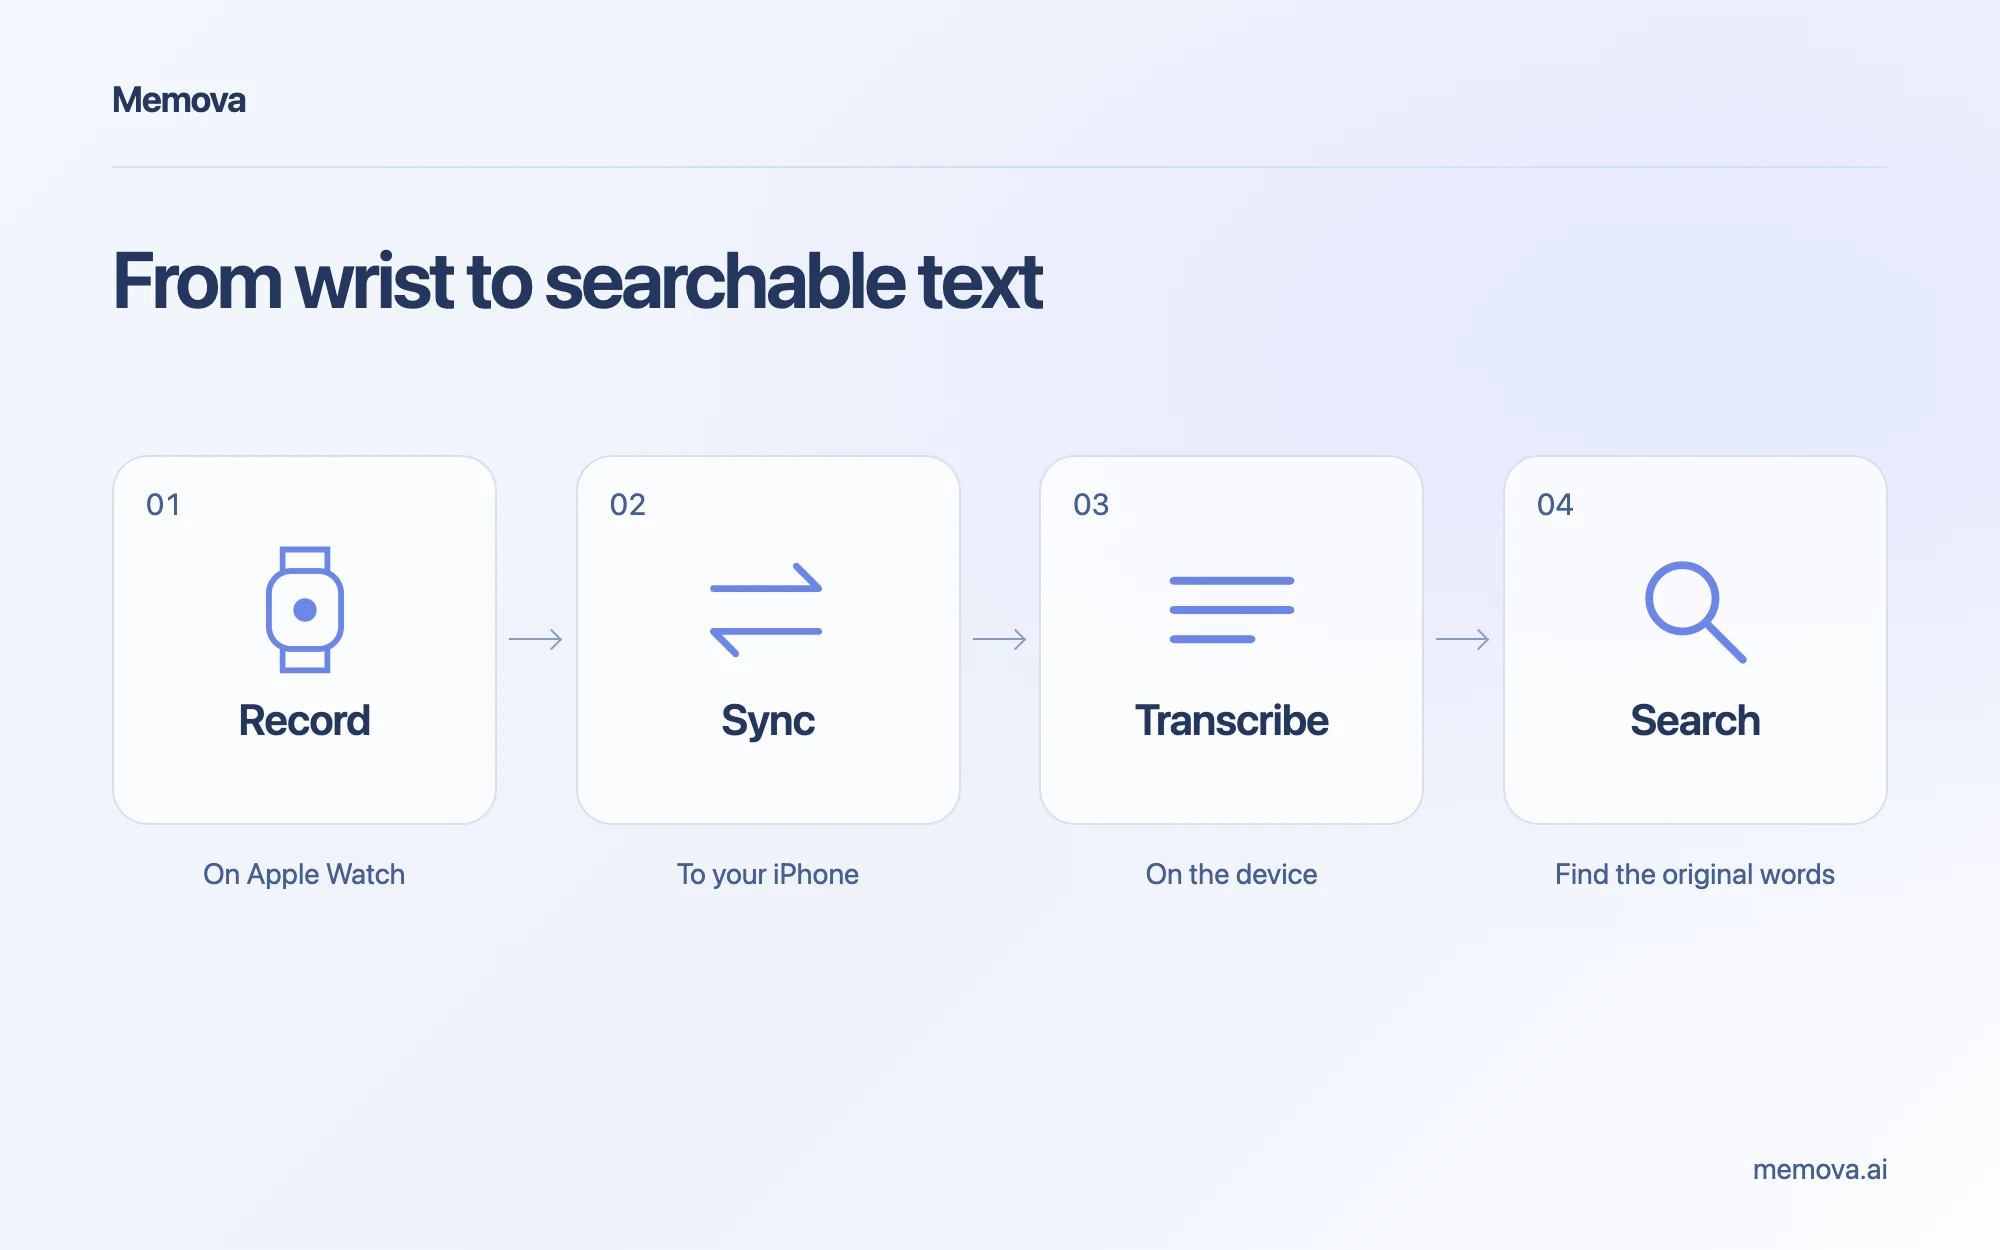 Memova
From wrist to searchable text
01
Record
On Apple Watch
02
Sync
To your iPhone
03
Transcribe
On the device
04
Search
Find the original words
memova.ai